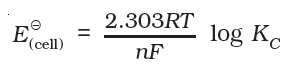 E⊖(cell) = 2.303RT / nF log K_C